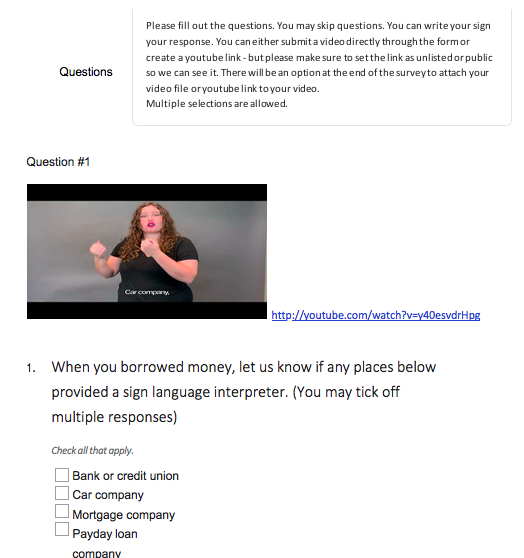 Please fill out the questions. You may skip questions. You can write your sign
your response. You can either submit a video directly through the form or
create a youtube link - but please make sure to set the link as unlisted or public
Questions
so we can see it. There will be an option at the end of the survey to attach your
video file or youtube link to your video.
Multiple selections are allowed.
Question #1
Car company,
http://youtube.com/watch?v=y40esvdrHpg
1. When you borrowed money, let us know if any places below
provided a sign language interpreter. (You may tick off
multiple responses)
Check all that apply.
Bank or credit union
Car company
Mortgage company
Payday loan
company